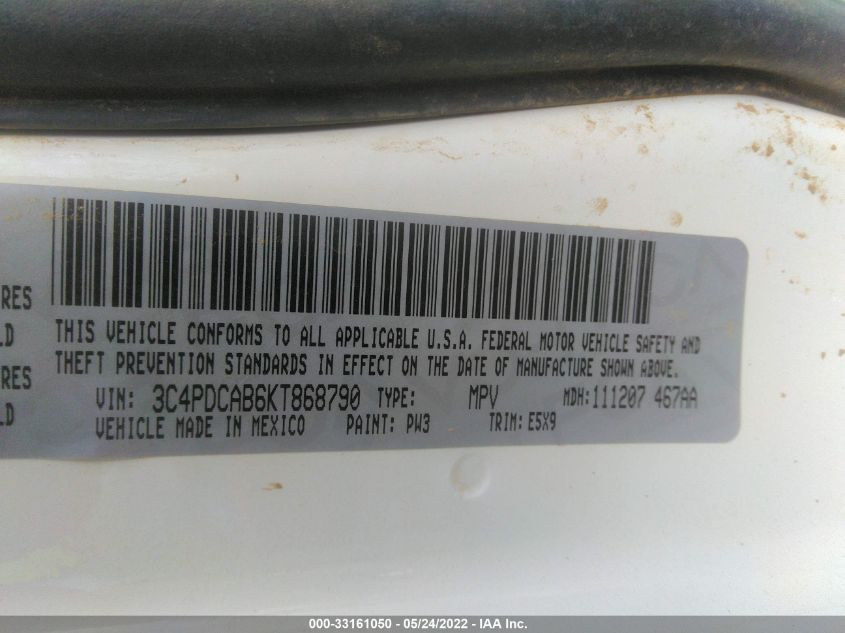 RES
LD
RES
LD
THIS VEHICLE CONFORMS TO ALL APPLICABLE U.S.A. FEDERAL MOTOR VEHICLE SAFETY AND
THEFT PREVENTION STANDARDS IN EFFECT ON THE DATE OF MANUFACTURE SHOWN ABOVE.
VIN: 3C4PDCAB6KT868790 TYPE: MPV MDH:111207 467AA
VEHICLE MADE IN MEXICO PAINT: PW3 TRIM: E5X9
000-33161050 - 05/24/2022 - IAA Inc.